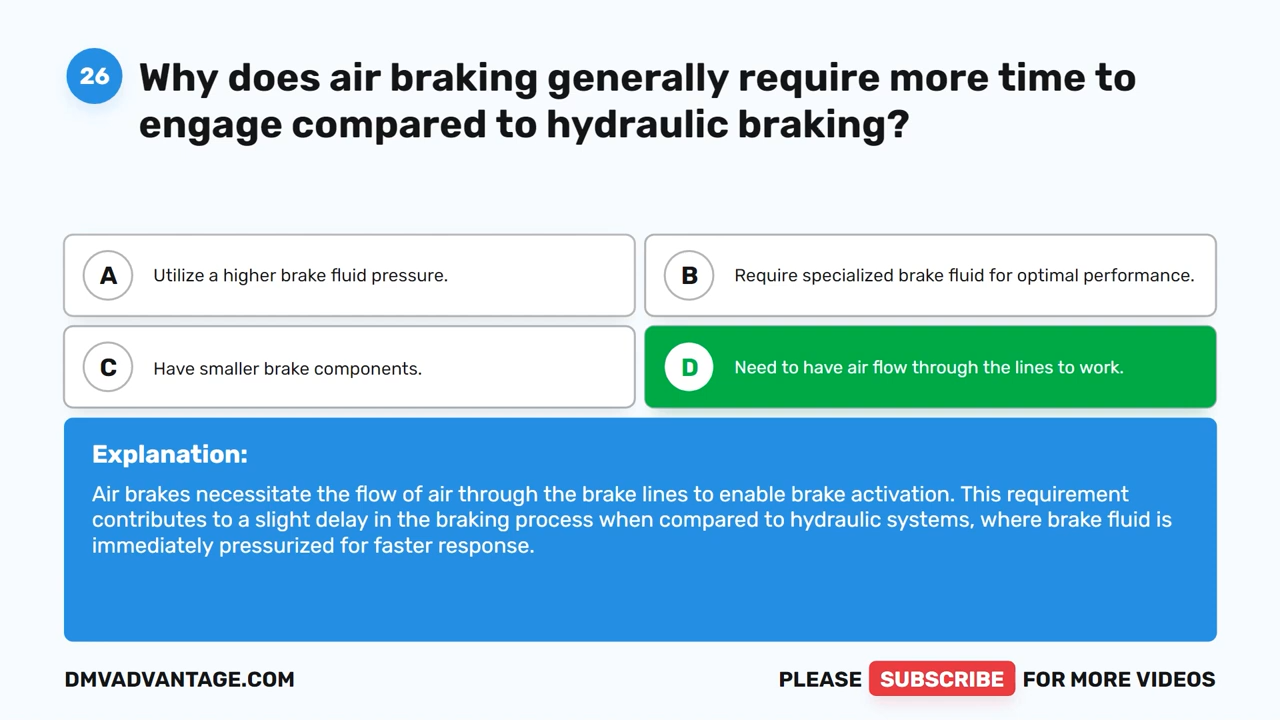 26
Why does air braking generally require more time to
engage compared to hydraulic braking?
A
Utilize a higher brake fluid pressure.
B
Require specialized brake fluid for optimal performance.
C
Have smaller brake components.
D
Need to have air flow through the lines to work.
Explanation:
Air brakes necessitate the flow of air through the brake lines to enable brake activation. This requirement
contributes to a slight delay in the braking process when compared to hydraulic systems, where brake fluid is
immediately pressurized for faster response.
DMVADVANTAGE.COM
PLEASE SUBSCRIBE FOR MORE VIDEOS